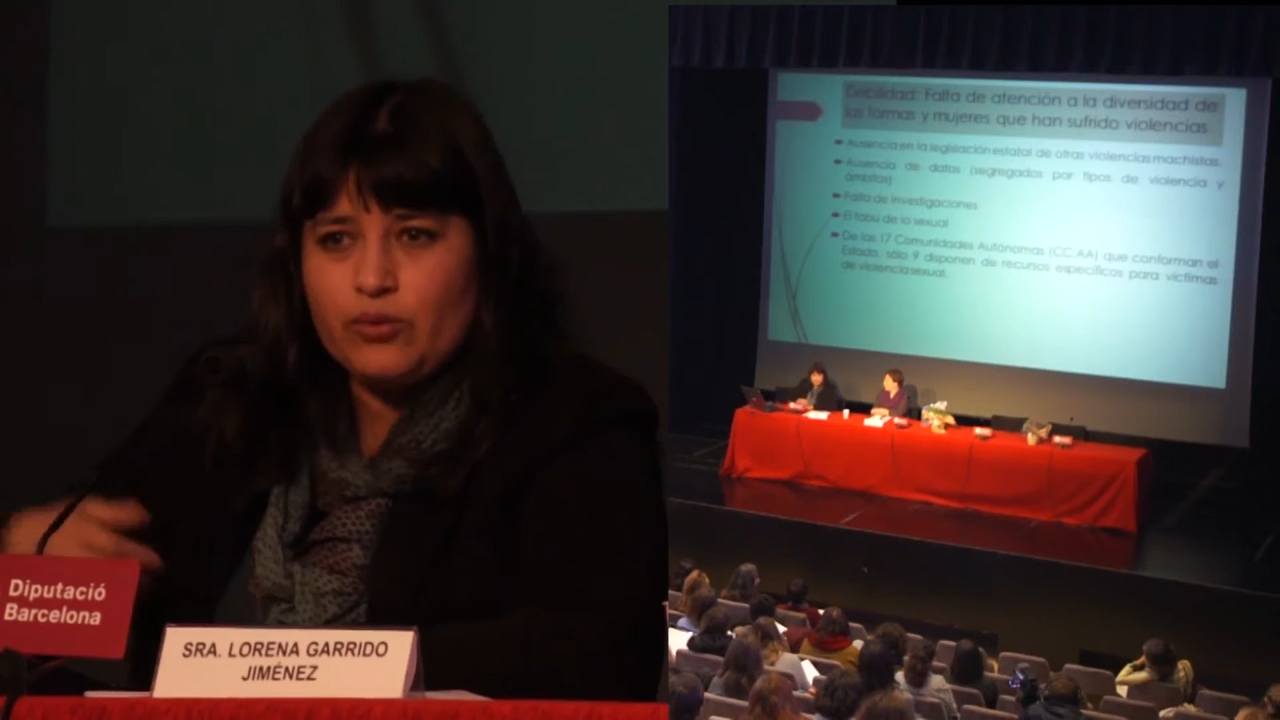 Diputació
Barcelona
SRA. LORENA GARRIDO
JIMÉNEZ
Debilidad: Falta de atención a la diversidad de
las formas y mujeres que han sufrido violencias
Ausencia en la legislación estatal de otras violencias machistas.
Ausencia de datos (segregados por tipos de violencia y
ámbitos)
Falta de investigaciones
El tabú de lo sexual
De las 17 Comunidades Autónomas (CC.AA) que conforman el
Estado, sólo 9 disponen de recursos específicos para víctimas
de violencia sexual.